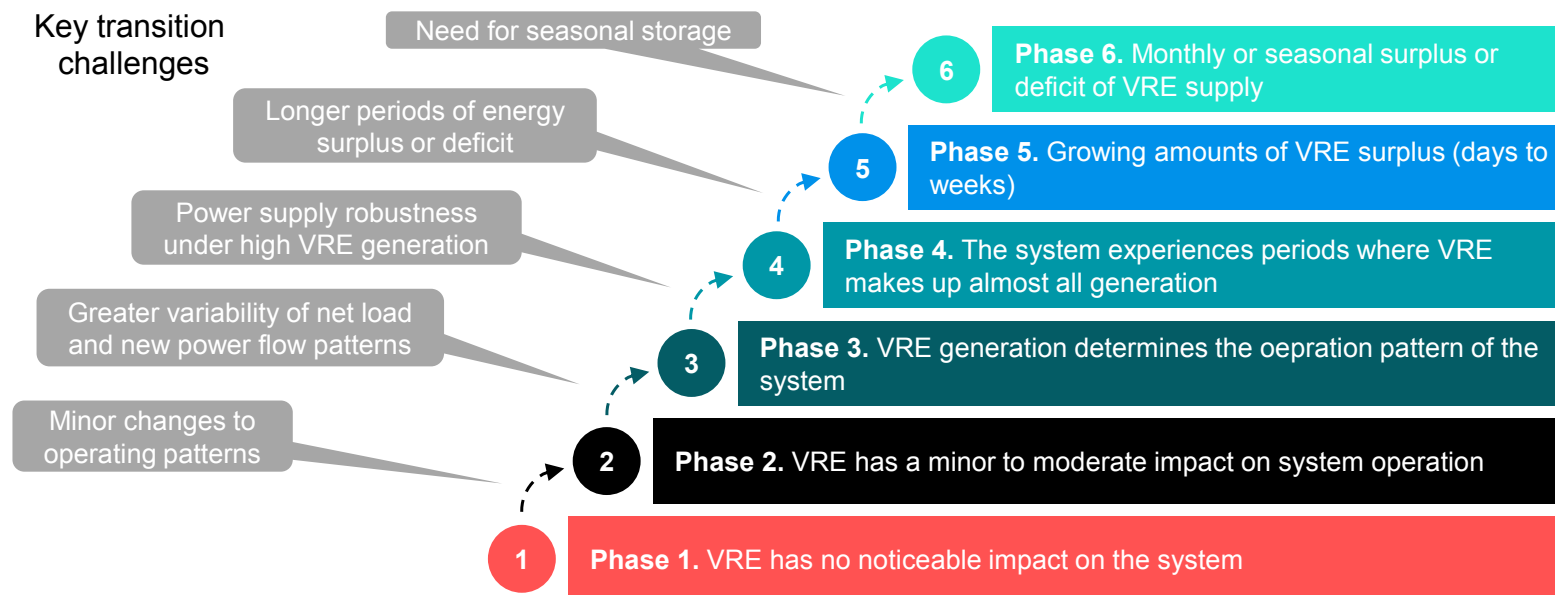 Key transition
challenges
Need for seasonal storage
6
Phase 6. Monthly or seasonal surplus or
deficit of VRE supply
Longer periods of energy
surplus or deficit
5
Phase 5. Growing amounts of VRE surplus (days to
weeks)
Power supply robustness
under high VRE generation
4
Phase 4. The system experiences periods where VRE
makes up almost all generation
Greater variability of net load
and new power flow patterns
3
Phase 3. VRE generation determines the oepration pattern of the
system
Minor changes to
operating patterns
2
Phase 2. VRE has a minor to moderate impact on system operation
1
Phase 1. VRE has no noticeable impact on the system